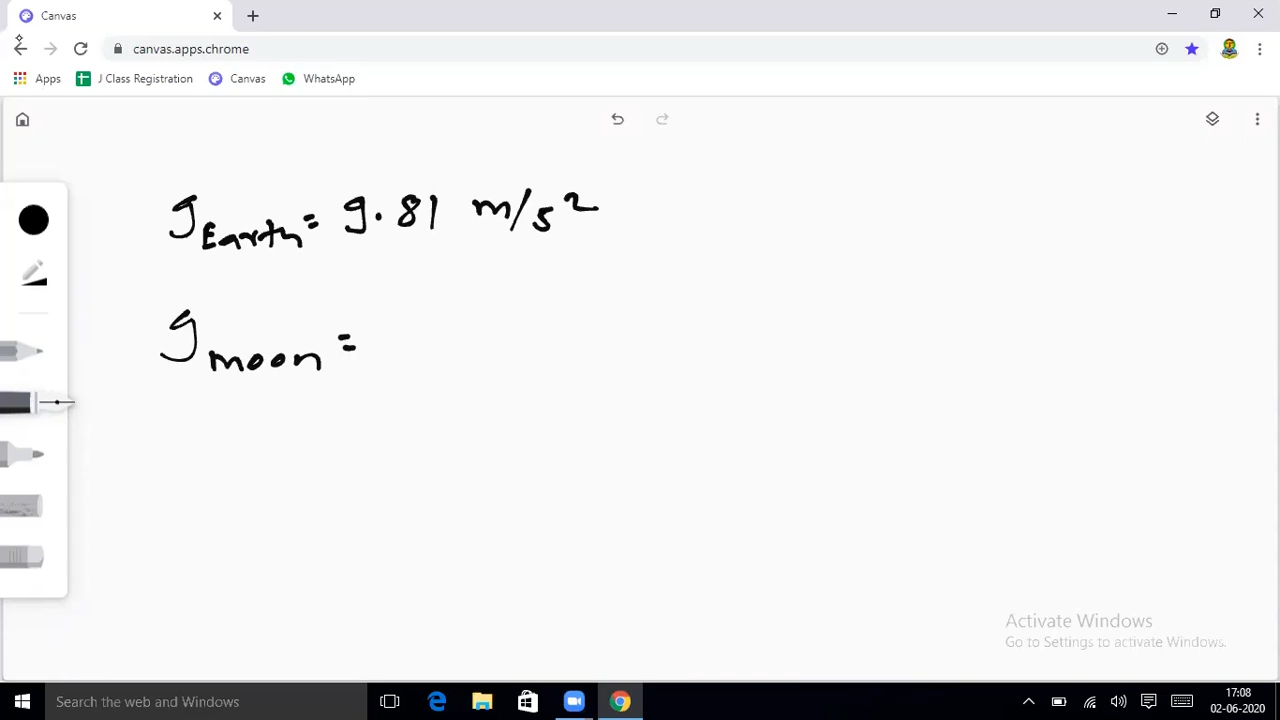 Canvas
canvas.apps.chrome
Apps J Class Registration Canvas WhatsApp
g Earth = 9.81 m/s²
g moon =
Activate Windows
Go to Settings to activate Windows.
Search the web and Windows
17:08
02-06-2020